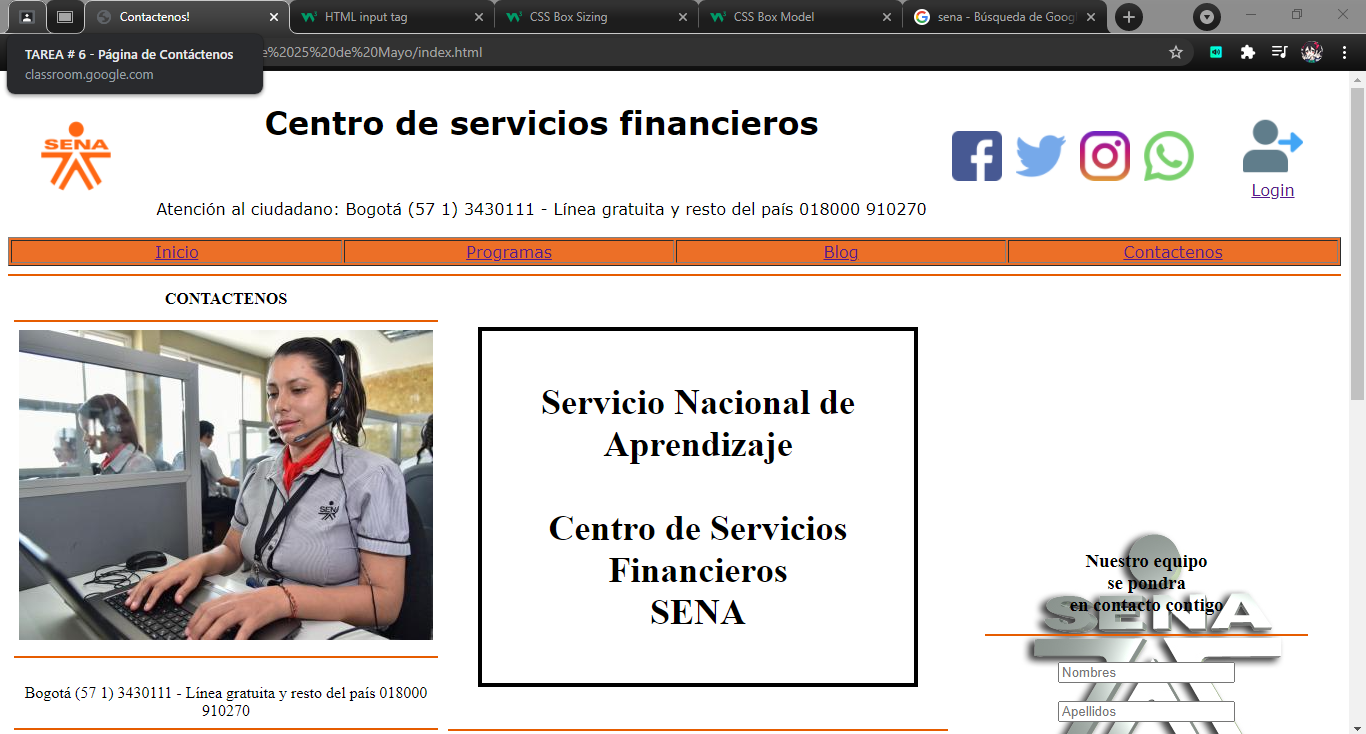 Contactenos!
HTML input tag
CSS Box Sizing
CSS Box Model
sena - Búsqueda de Googl
TAREA # 6 - Página de Contáctenos
classroom.google.com
e%2025%20de%20Mayo/index.html
SENA
Centro de servicios financieros
Login
Atención al ciudadano: Bogotá (57 1) 3430111 - Línea gratuita y resto del país 018000 910270
Inicio
Programas
Blog
Contactenos
CONTACTENOS
SEN
Bogotá (57 1) 3430111 - Línea gratuita y resto del país 018000
910270
Servicio Nacional de
Aprendizaje
Centro de Servicios
Financieros
SENA
Nuestro equipo
se pondra
en contacto contigo
SENA
Nombres
Apellidos